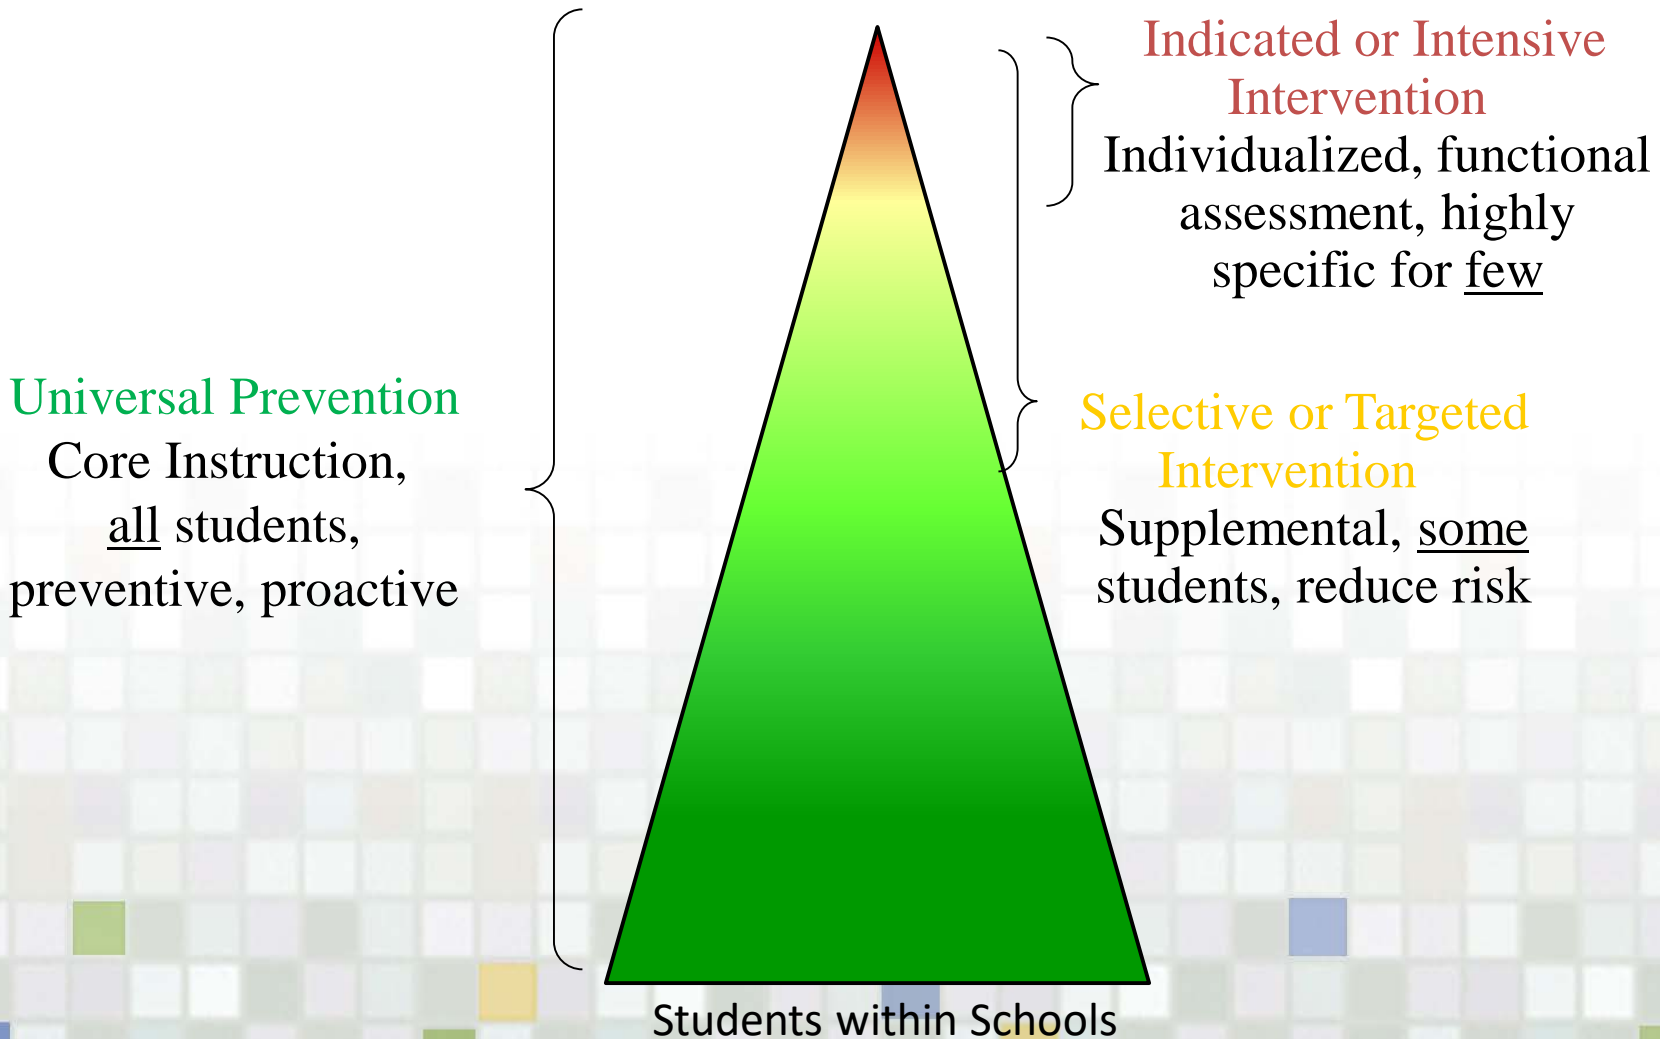 Indicated or Intensive
Intervention
Individualized, functional
assessment, highly
specific for few
Universal Prevention
Core Instruction,
all students,
preventive, proactive
Selective or Targeted
Intervention
Supplemental, some
students, reduce risk
Students within Schools